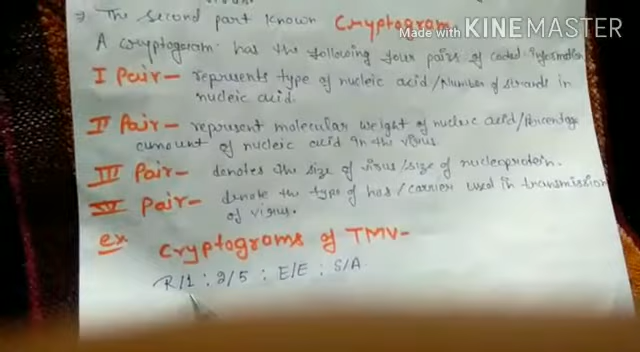 → The second part known Cryptogram.
Made with KINEMASTER
A cryptogoram has the following four pairs of coded information
I Pair— represents type of nucleic acid/Number of strands in
nucleic acid.
II Pair— represent molecular weight of nucleic acid/Percentage
amount of nucleic acid in the virus.
III Pair— denotes the size of virus/size of nucleoprotein.
IV Pair— denote the type of hos/carrier used in transmission
of virus.
ex Cryptograms of TMV—
R/1 : 2/5 : E/E : S/A